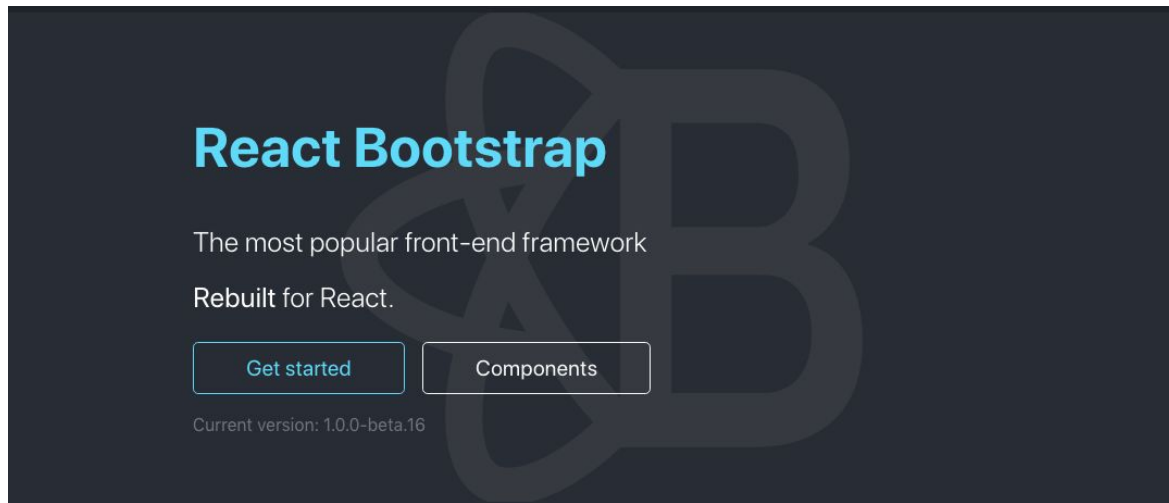 React Bootstrap
The most popular front-end framework
Rebuilt for React.
Get started
Components
Current version: 1.0.0-beta.16